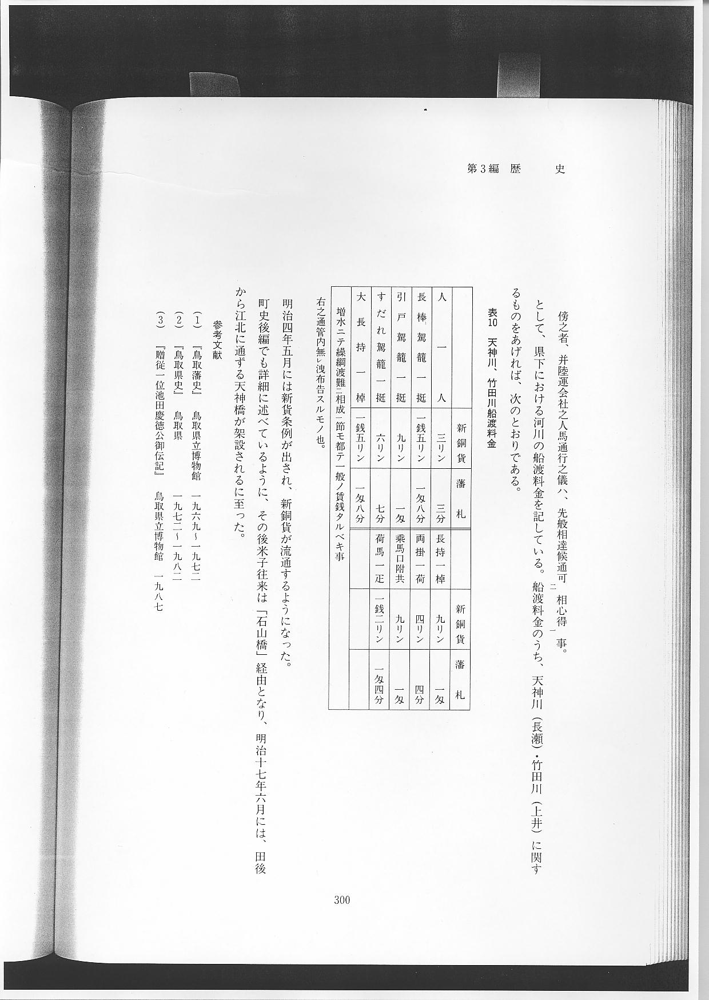 第3編　歴　　史
傍之者、幷陸運会社之人馬通行之儀ハ、先般相達候通可二相心得一事。
として、県下における河川の船渡料金を記している。船渡料金のうち、天神川（長瀬）・竹田川（上井）に関す
るものをあげれば、次のとおりである。
表10　天神川、竹田川船渡料金
新銅貨　藩札　新銅貨　藩札
人一人　三リン　三分　長持一棹　九リン　一匁
長棒駕籠一挺　一銭五リン　一匁八分　両掛一荷　四リン　四分
引戸駕籠一挺　九リン　一匁　乗馬口附共　九リン　一匁
すだれ駕籠一挺　六リン　七分　荷馬一疋　一銭二リン　一匁四分
大長持一棹　一銭五リン　一匁八分
増水ニテ繰綱渡難ニ相成一節モ都テ一般ノ賃銭タルベキ事
右之通管内無レ洩布告スルモノ也。
明治四年五月には新貨条例が出され、新銅貨が流通するようになった。
町史後編でも詳細に述べているように、その後米子往来は「石山橋」経由となり、明治十七年六月には、田後
から江北に通ずる天神橋が架設されるに至った。
参考文献
（1）『鳥取藩史』　鳥取県立博物館　一九六九～一九七二
（2）『鳥取県史』　鳥取県　一九七二～一九八二
（3）『贈従一位池田慶徳公御伝記』　鳥取県立博物館　一九八七
300